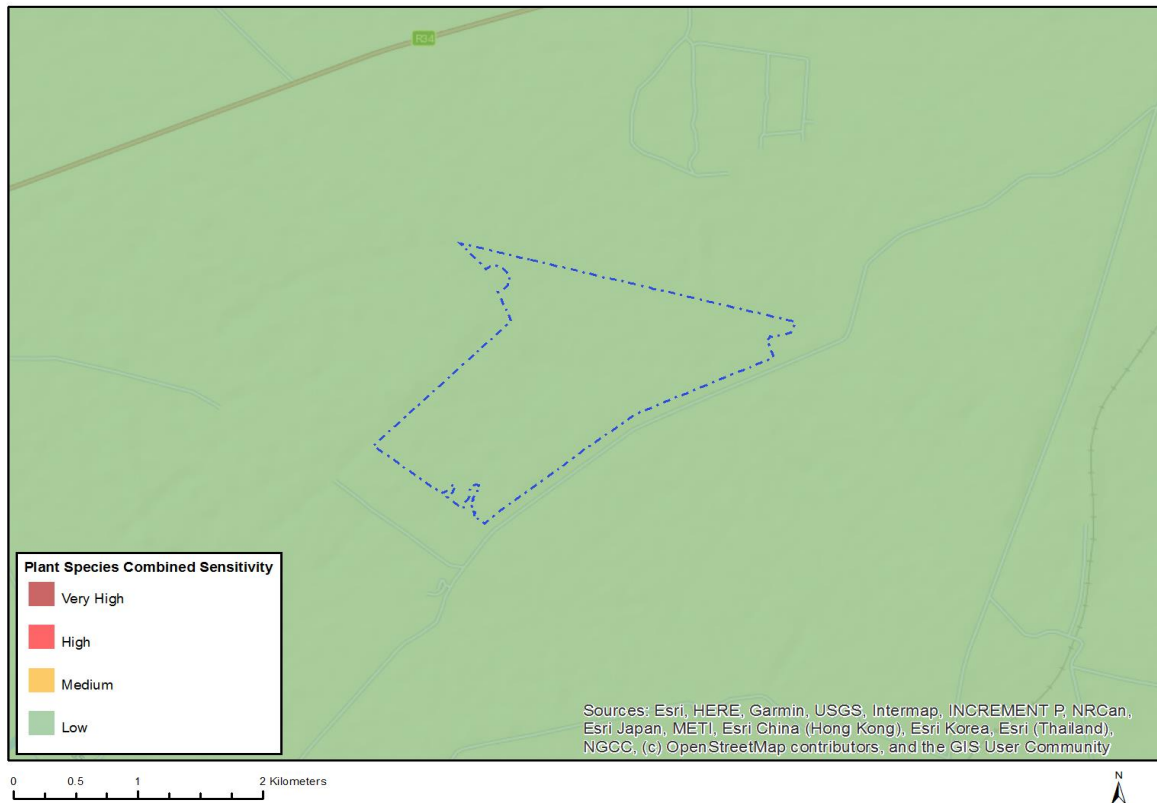 R34
Plant Species Combined Sensitivity
Very High
High
Medium
Low
Sources: Esri, HERE, Garmin, USGS, Intermap, INCREMENT P, NRCan,
Esri Japan, METI, Esri China (Hong Kong), Esri Korea, Esri (Thailand),
NGCC, (c) OpenStreetMap contributors, and the GIS User Community
0 0.5 1 2 Kilometers
N